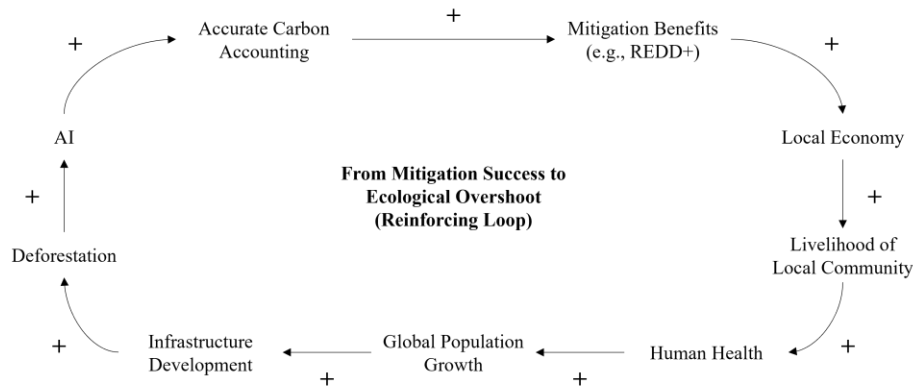 +
Accurate Carbon
Accounting
+
Mitigation Benefits
(e.g., REDD+)
+
Local Economy
+
Livelihood of
Local Community
+
Human Health
+
Global Population
Growth
+
Infrastructure
Development
+
Deforestation
+
AI
From Mitigation Success to
Ecological Overshoot
(Reinforcing Loop)